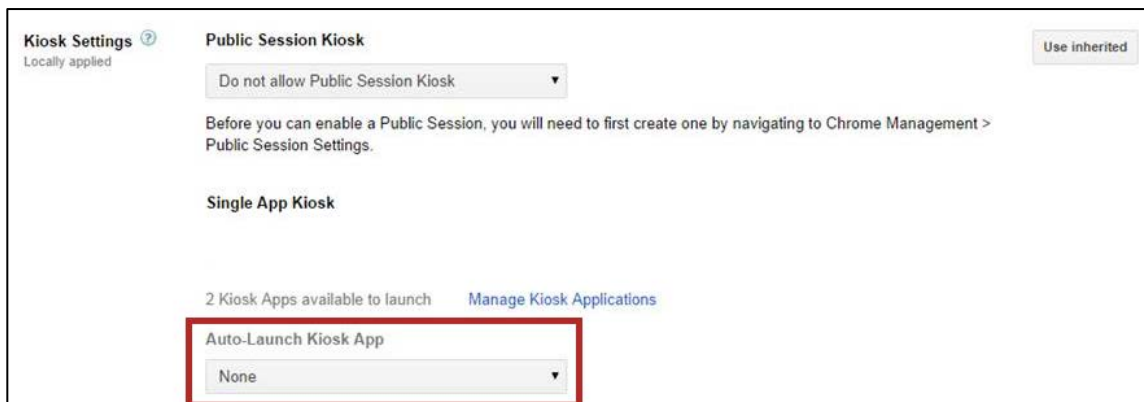 Kiosk Settings
Locally applied
Public Session Kiosk
Use inherited
Do not allow Public Session Kiosk
Before you can enable a Public Session, you will need to first create one by navigating to Chrome Management >
Public Session Settings.
Single App Kiosk
2 Kiosk Apps available to launch Manage Kiosk Applications
Auto-Launch Kiosk App
None